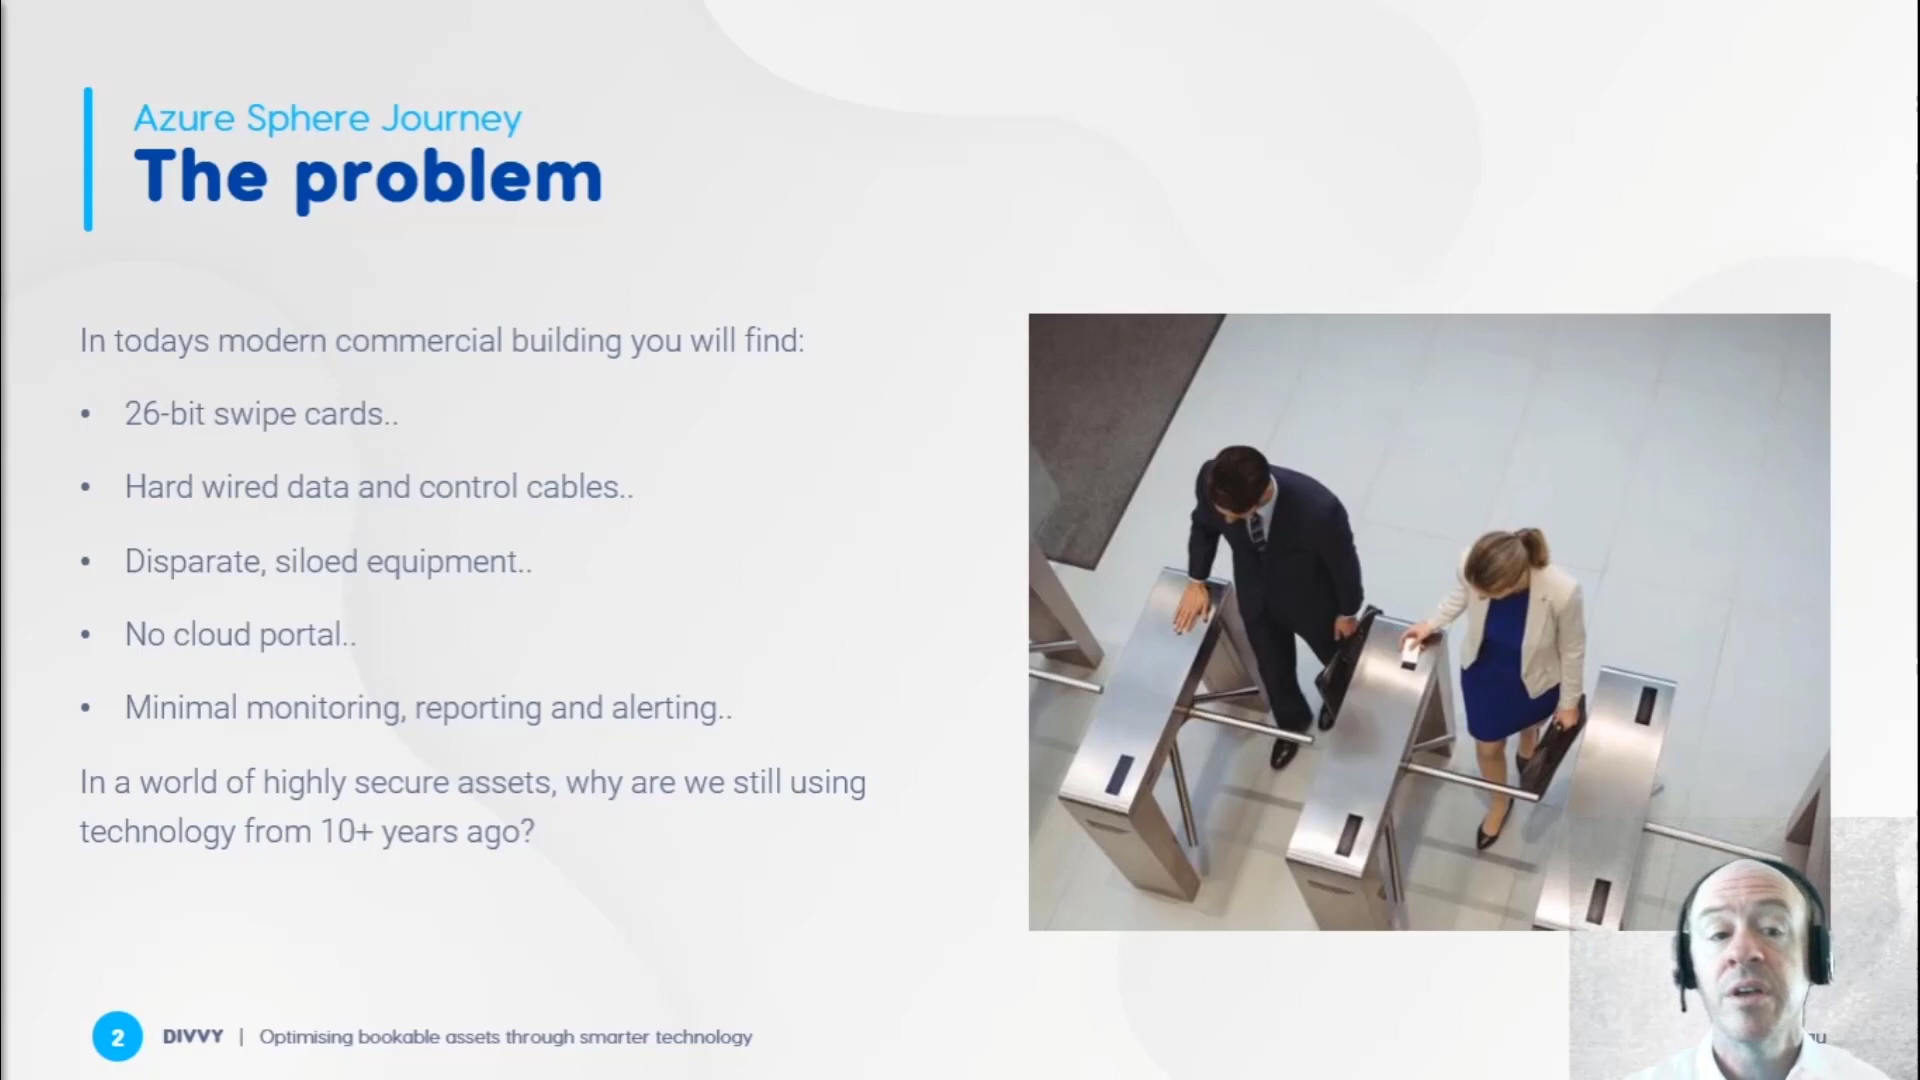 Azure Sphere Journey
The problem
In todays modern commercial building you will find:
• 26-bit swipe cards..
• Hard wired data and control cables..
• Disparate, siloed equipment..
• No cloud portal..
• Minimal monitoring, reporting and alerting..
In a world of highly secure assets, why are we still using
technology from 10+ years ago?
2 DIVVY | Optimising bookable assets through smarter technology